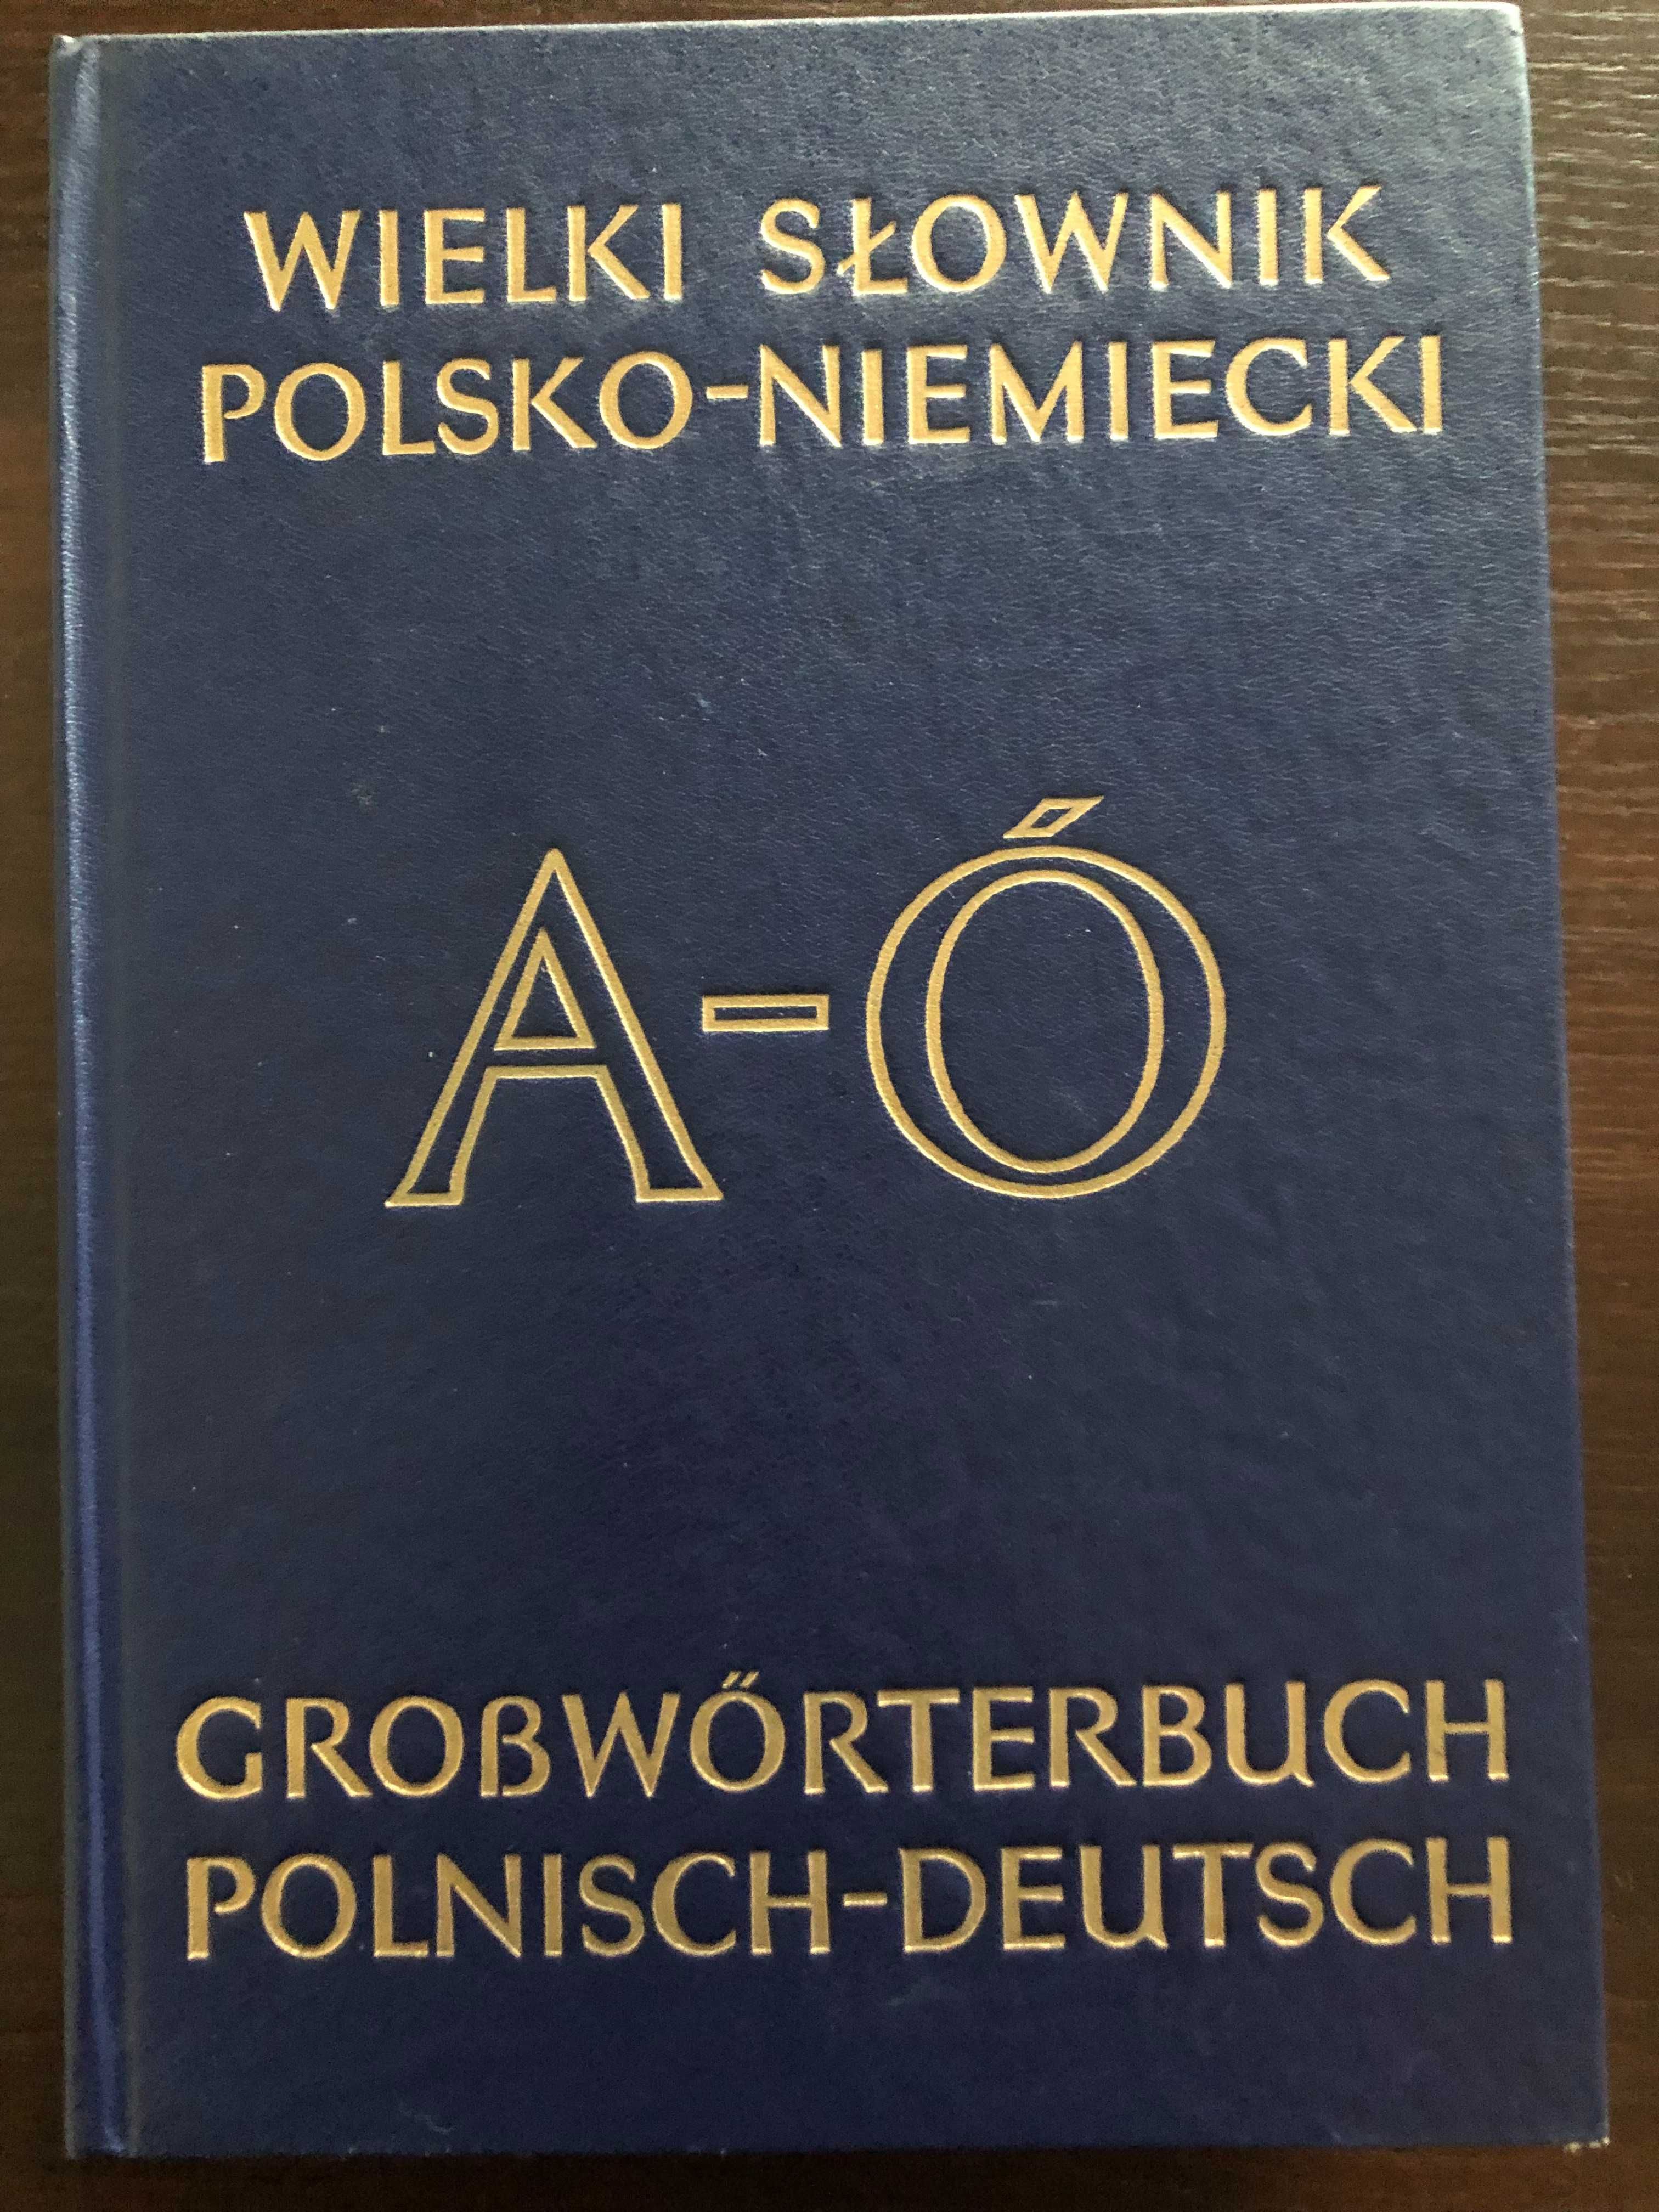 WIELKI SŁOWNIK
POLSKO-NIEMIECKI
A-Ó
GROßWÖRTERBUCH
POLNISCH-DEUTSCH